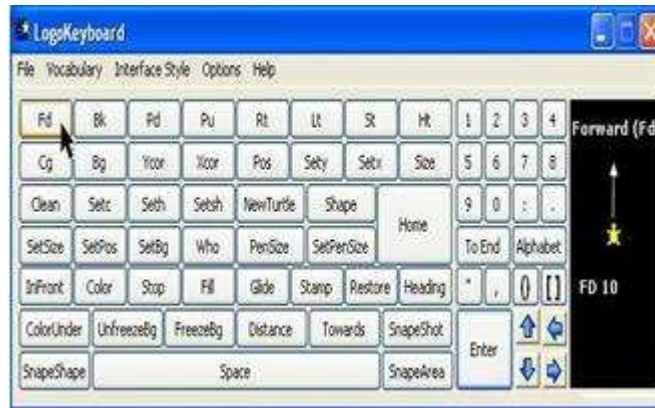 LogoKeyboard
File Vocabulary Interface Style Options Help
Fd Bk Pd Pu Rt Lt St Ht 1 2 3 4
Forward (Fd
Cg Bg Ycor Xcor Pos Sety Setx Size 5 6 7 8
Clean Setc Seth Setsh NewTurtle Shape Home 9 0 : .
SetSize SetPos SetBg Who PenSize SetPenSize To End Alphabet
InFront Color Stop Fill Glide Stamp Restore Heading " , () []
FD 10
ColorUnder UnfreezeBg FreezeBg Distance Towards SnapeShot Enter
SnapeShape Space SnapeArea